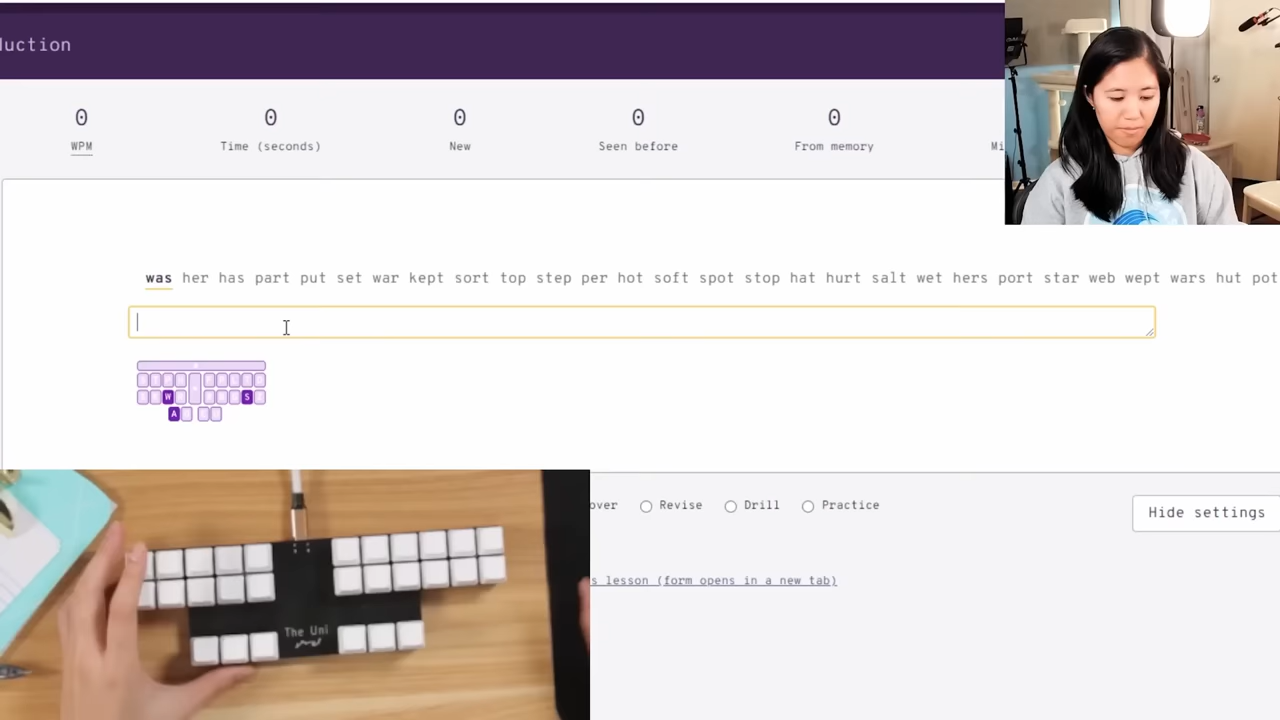 duction
0 0 0 0 0
WPM Time (seconds) New Seen before From memory Mi
was her has part put set war kept sort top step per hot soft spot stop hat hurt salt wet hers port star web wept wars hut pot
W S
A
over Revise Drill Practice
Hide settings
s lesson (form opens in a new tab)
The Uni